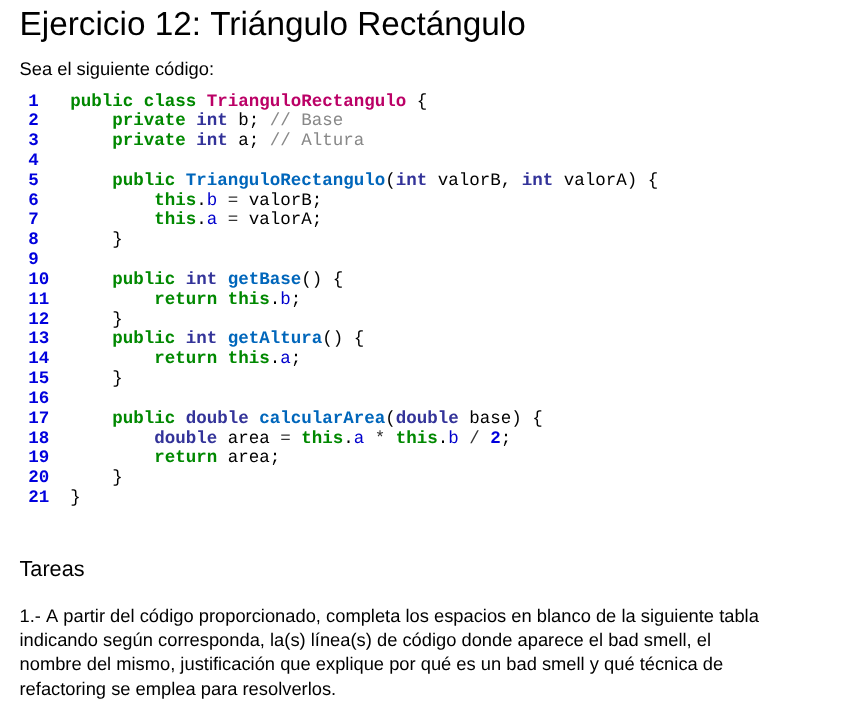 Ejercicio 12: Triángulo Rectángulo
Sea el siguiente código:
1 public class TrianguloRectangulo {
2     private int b; // Base
3     private int a; // Altura
4
5     public TrianguloRectangulo(int valorB, int valorA) {
6         this.b = valorB;
7         this.a = valorA;
8     }
9
10     public int getBase() {
11         return this.b;
12     }
13     public int getAltura() {
14         return this.a;
15     }
16
17     public double calcularArea(double base) {
18         double area = this.a * this.b / 2;
19         return area;
20     }
21 }
Tareas
1.- A partir del código proporcionado, completa los espacios en blanco de la siguiente tabla
indicando según corresponda, la(s) línea(s) de código donde aparece el bad smell, el
nombre del mismo, justificación que explique por qué es un bad smell y qué técnica de
refactoring se emplea para resolverlos.